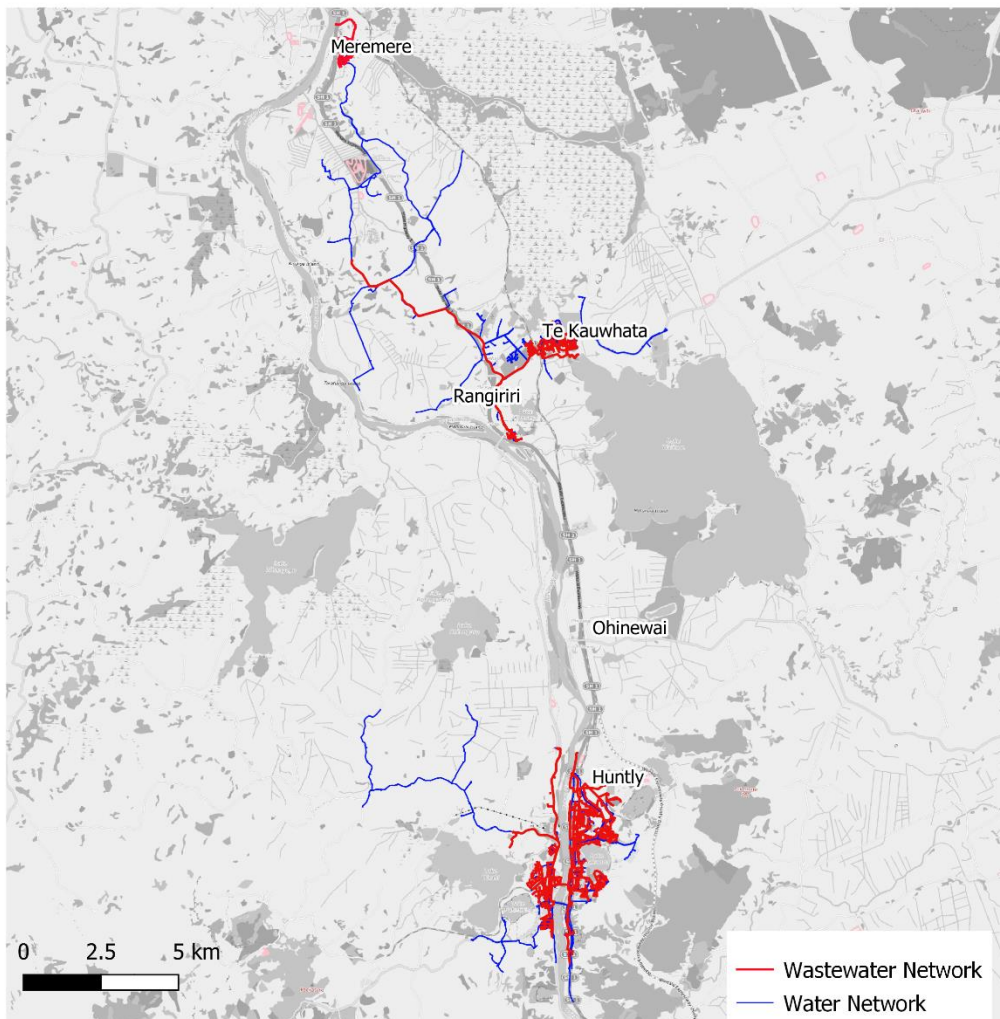 Meremere
Te Kauwhata
Rangiriri
Ohinewai
Huntly
0 2.5 5 km
Wastewater Network
Water Network